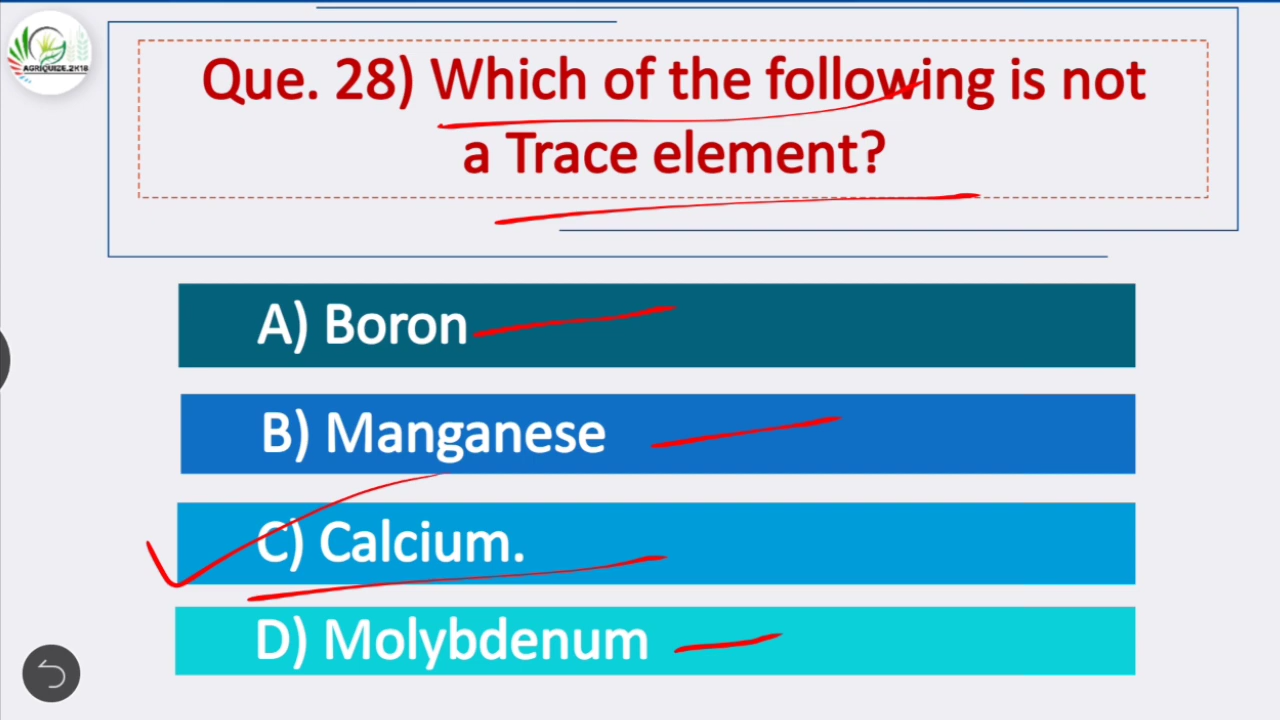 AGRIQUIZE.2K18
Que. 28) Which of the following is not
a Trace element?
A) Boron
B) Manganese
C) Calcium.
D) Molybdenum